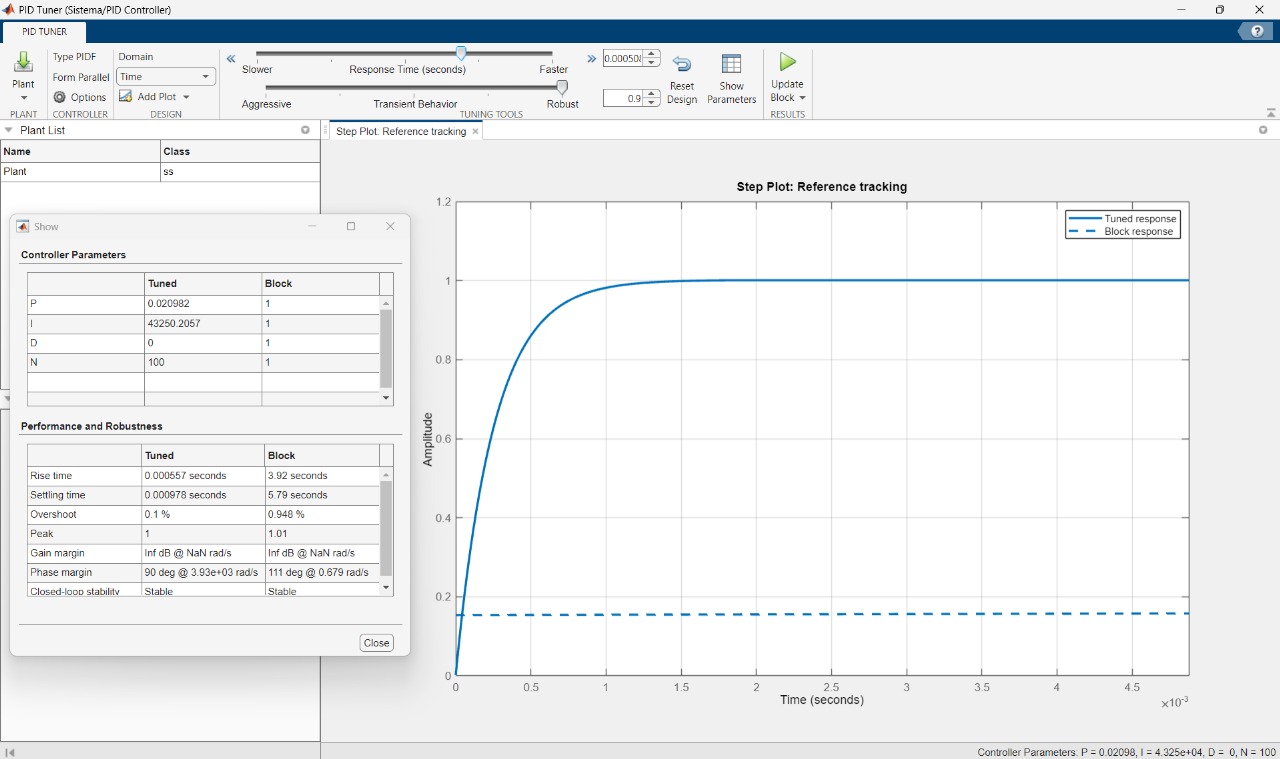 PID Tuner (Sistema/PID Controller)
PID TUNER
Plant
PLANT
Type PIDF
Form Parallel
Options
CONTROLLER
Domain
Time
Add Plot
DESIGN
Slower Response Time (seconds) Faster
Aggressive Transient Behavior Robust
0.9
TUNING TOOLS
Reset
Design
Show
Parameters
Update
Block
RESULTS
Plant List
Name Class
Plant ss
Step Plot: Reference tracking
Show
Controller Parameters
Tuned Block
P 0.020982 1
I 43250.2057 1
D 0 1
N 100 1
Performance and Robustness
Tuned Block
Rise time 0.000557 seconds 3.92 seconds
Settling time 0.000978 seconds 5.79 seconds
Overshoot 0.1 % 0.948 %
Peak 1 1.01
Gain margin Inf dB @ NaN rad/s Inf dB @ NaN rad/s
Phase margin 90 deg @ 3.93e+03 rad/s 111 deg @ 0.679 rad/s
Closed-loop stability Stable Stable
Close
Step Plot: Reference tracking
Tuned response
Block response
Amplitude
1.2
1
0.8
0.6
0.4
0.2
0
0 0.5 1 1.5 2 2.5 3 3.5 4 4.5
Time (seconds)
×10⁻³
Controller Parameters: P = 0.02098, I = 4.325e+04, D = 0, N = 100